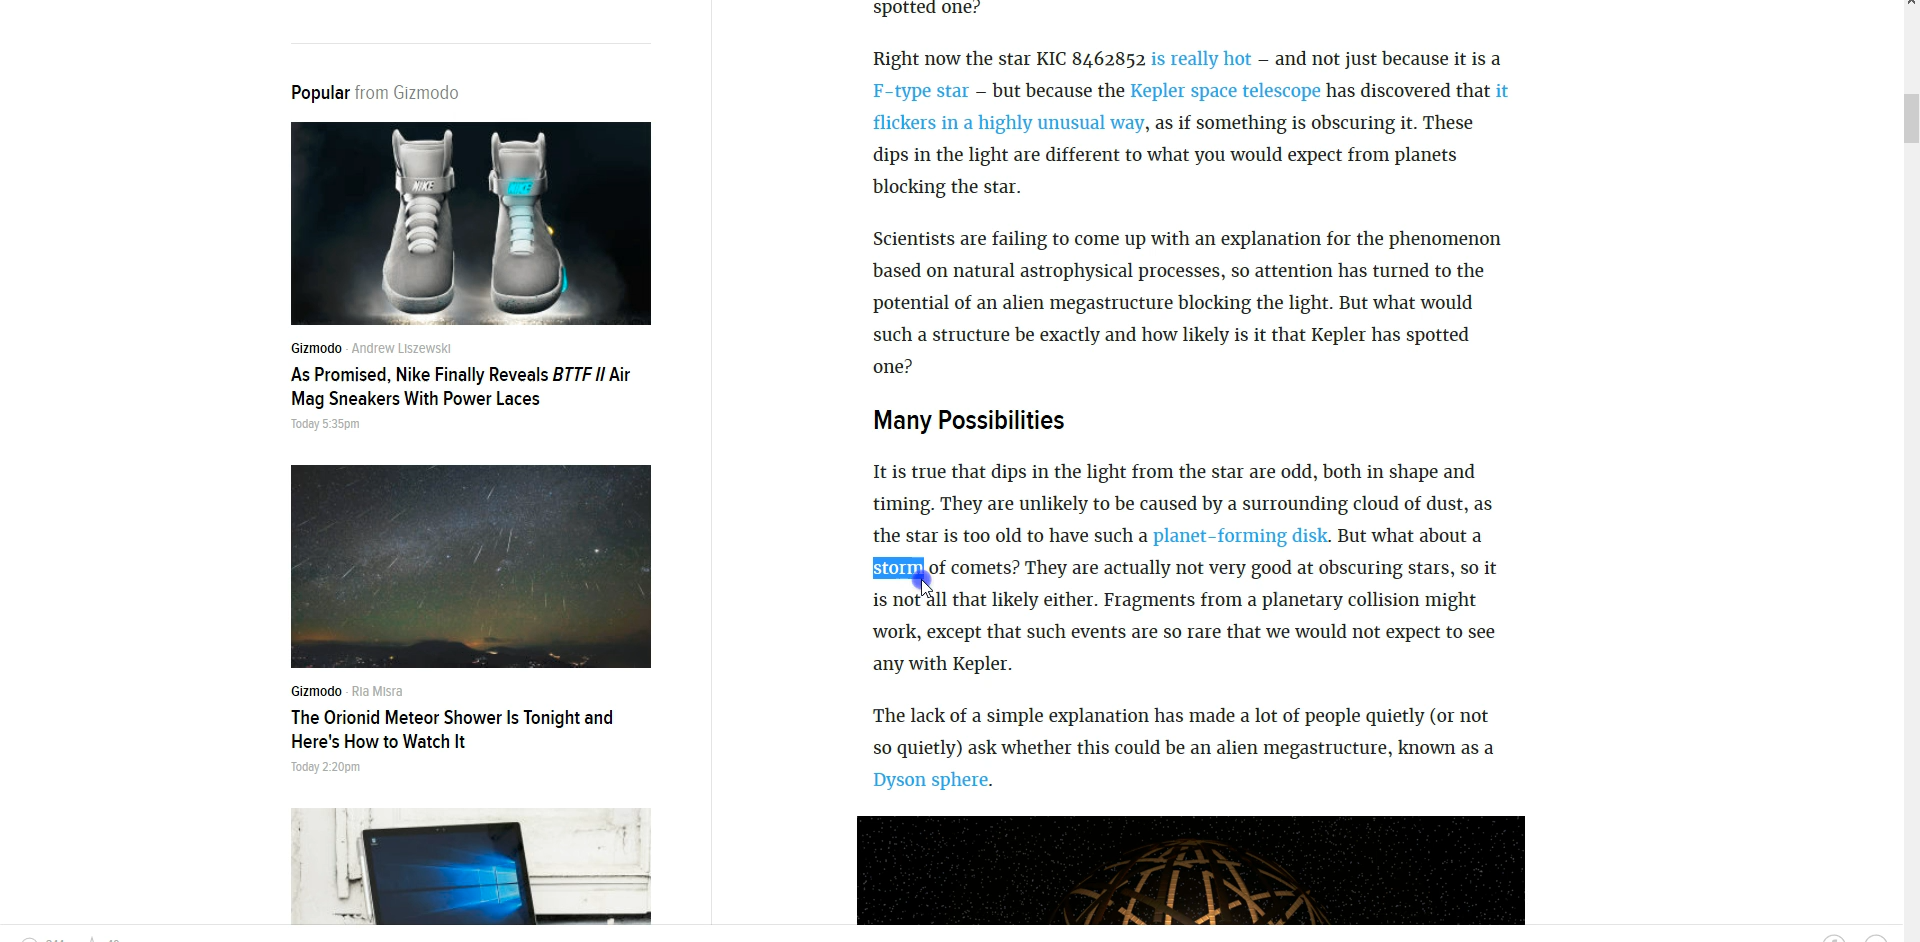 Popular from Gizmodo
NIKE
NIKE
Gizmodo · Andrew Liszewski
As Promised, Nike Finally Reveals BTTF II Air
Mag Sneakers With Power Laces
Today 5:35pm
Gizmodo · Ria Misra
The Orionid Meteor Shower Is Tonight and
Here's How to Watch It
Today 2:20pm
spotted one?
Right now the star KIC 8462852 is really hot – and not just because it is a
F-type star – but because the Kepler space telescope has discovered that it
flickers in a highly unusual way, as if something is obscuring it. These
dips in the light are different to what you would expect from planets
blocking the star.
Scientists are failing to come up with an explanation for the phenomenon
based on natural astrophysical processes, so attention has turned to the
potential of an alien megastructure blocking the light. But what would
such a structure be exactly and how likely is it that Kepler has spotted
one?
Many Possibilities
It is true that dips in the light from the star are odd, both in shape and
timing. They are unlikely to be caused by a surrounding cloud of dust, as
the star is too old to have such a planet-forming disk. But what about a
storm of comets? They are actually not very good at obscuring stars, so it
is not all that likely either. Fragments from a planetary collision might
work, except that such events are so rare that we would not expect to see
any with Kepler.
The lack of a simple explanation has made a lot of people quietly (or not
so quietly) ask whether this could be an alien megastructure, known as a
Dyson sphere.